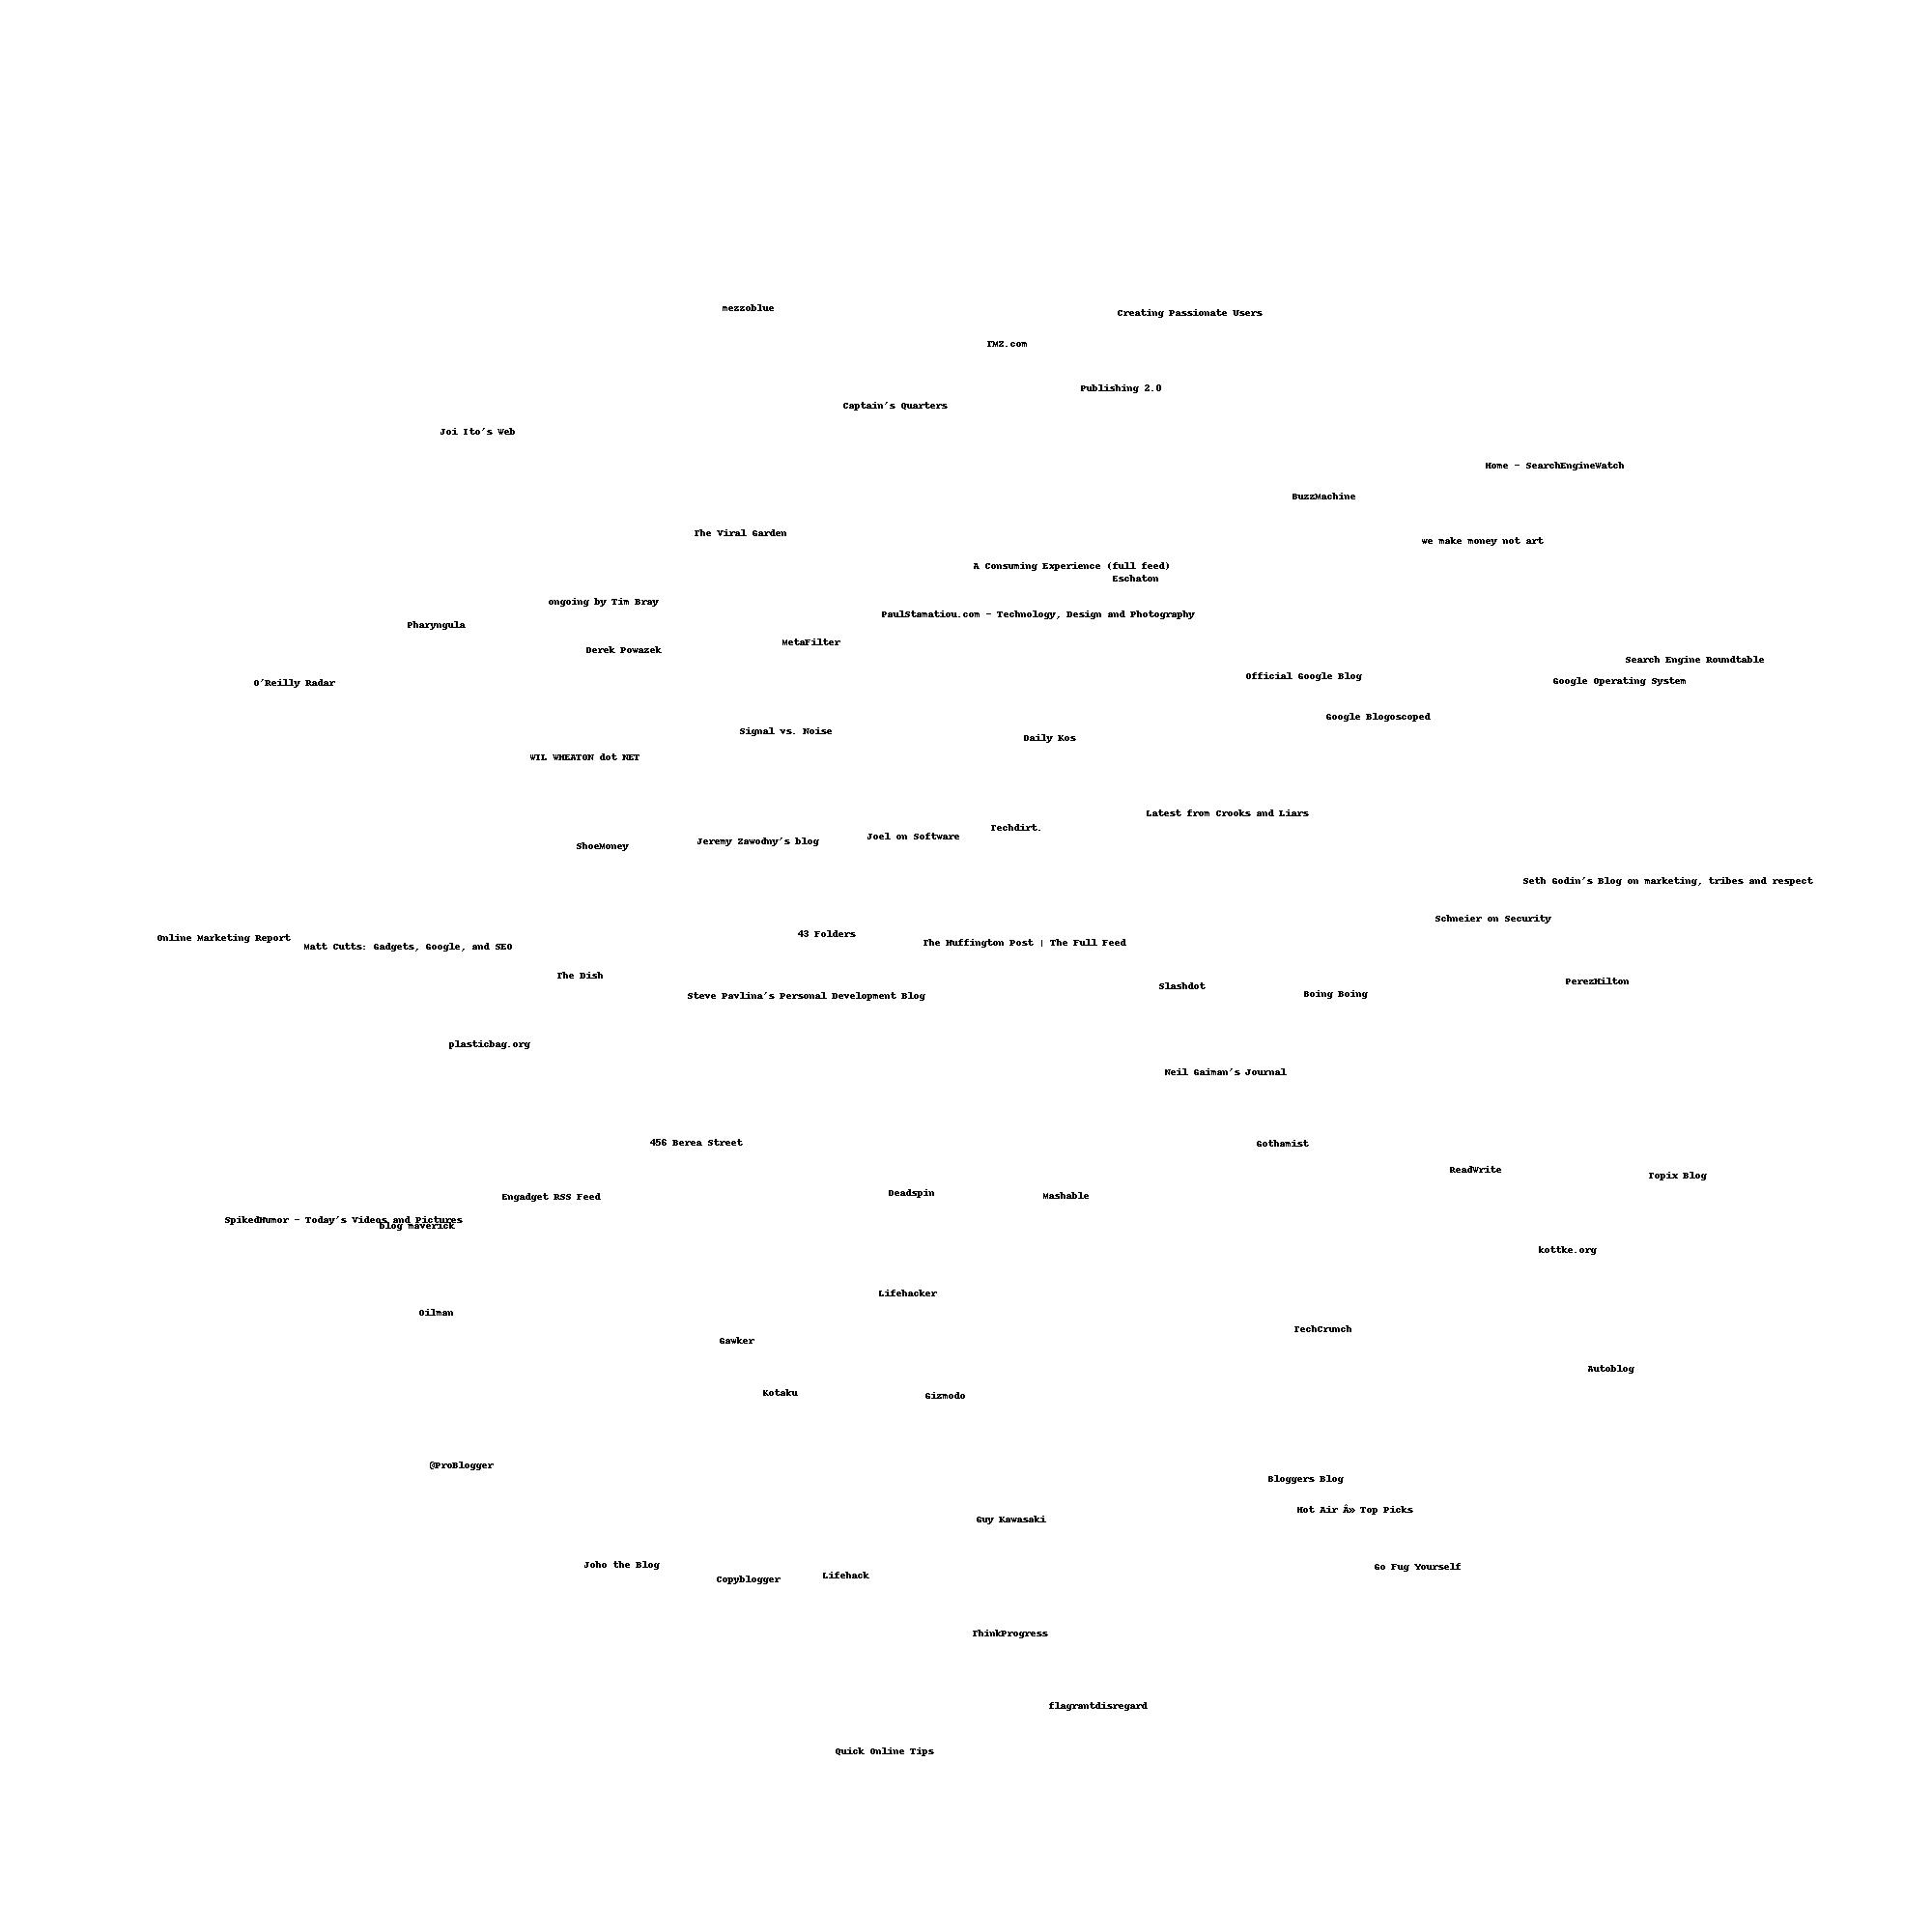 mezzoblue
Creating Passionate Users
TMZ.com
Publishing 2.0
Captain's Quarters
Joi Ito's Web
Home - SearchEngineWatch
BuzzMachine
The Viral Garden
we make money not art
A Consuming Experience (full feed)
Eschaton
ongoing by Tim Bray
PaulStamatiou.com - Technology, Design and Photography
Pharyngula
MetaFilter
Derek Powazek
Search Engine Roundtable
Official Google Blog
Google Operating System
O'Reilly Radar
Google Blogoscoped
Signal vs. Noise
Daily Kos
WIL WHEATON dot NET
Latest from Crooks and Liars
Techdirt.
Joel on Software
Jeremy Zawodny's blog
ShoeMoney
Seth Godin's Blog on marketing, tribes and respect
Schneier on Security
43 Folders
Online Marketing Report
The Huffington Post | The Full Feed
Matt Cutts: Gadgets, Google, and SEO
The Dish
PerezHilton
Slashdot
Boing Boing
Steve Pavlina's Personal Development Blog
plasticbag.org
Neil Gaiman's Journal
456 Berea Street
Gothamist
ReadWrite
Topix Blog
Deadspin
Mashable
Engadget RSS Feed
SpikedHumor - Today's Videos and Pictures
blog maverick
kottke.org
Lifehacker
Oilman
TechCrunch
Gawker
Autoblog
Kotaku
Gizmodo
@ProBlogger
Bloggers Blog
Hot Air Â» Top Picks
Guy Kawasaki
Joho the Blog
Go Fug Yourself
Lifehack
Copyblogger
ThinkProgress
flagrantdisregard
Quick Online Tips